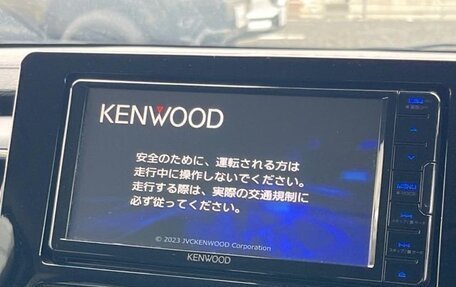 KENWOOD
安全のために、運転される方は
走行中に操作しないでください。
走行する際は、実際の交通規制に
必ず従ってください。
© 2023 JVCKENWOOD Corporation
KENWOOD
MENU